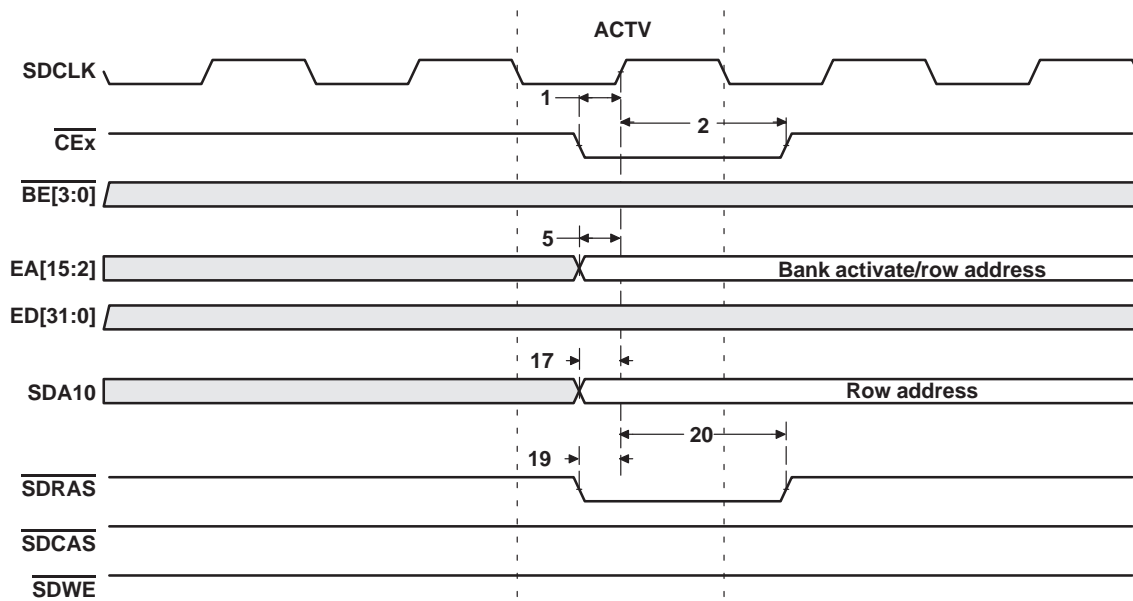 ACTV
SDCLK
1
2
CEx
BE[3:0]
5
EA[15:2]
Bank activate/row address
ED[31:0]
17
SDA10
Row address
20
19
SDRAS
SDCAS
SDWE